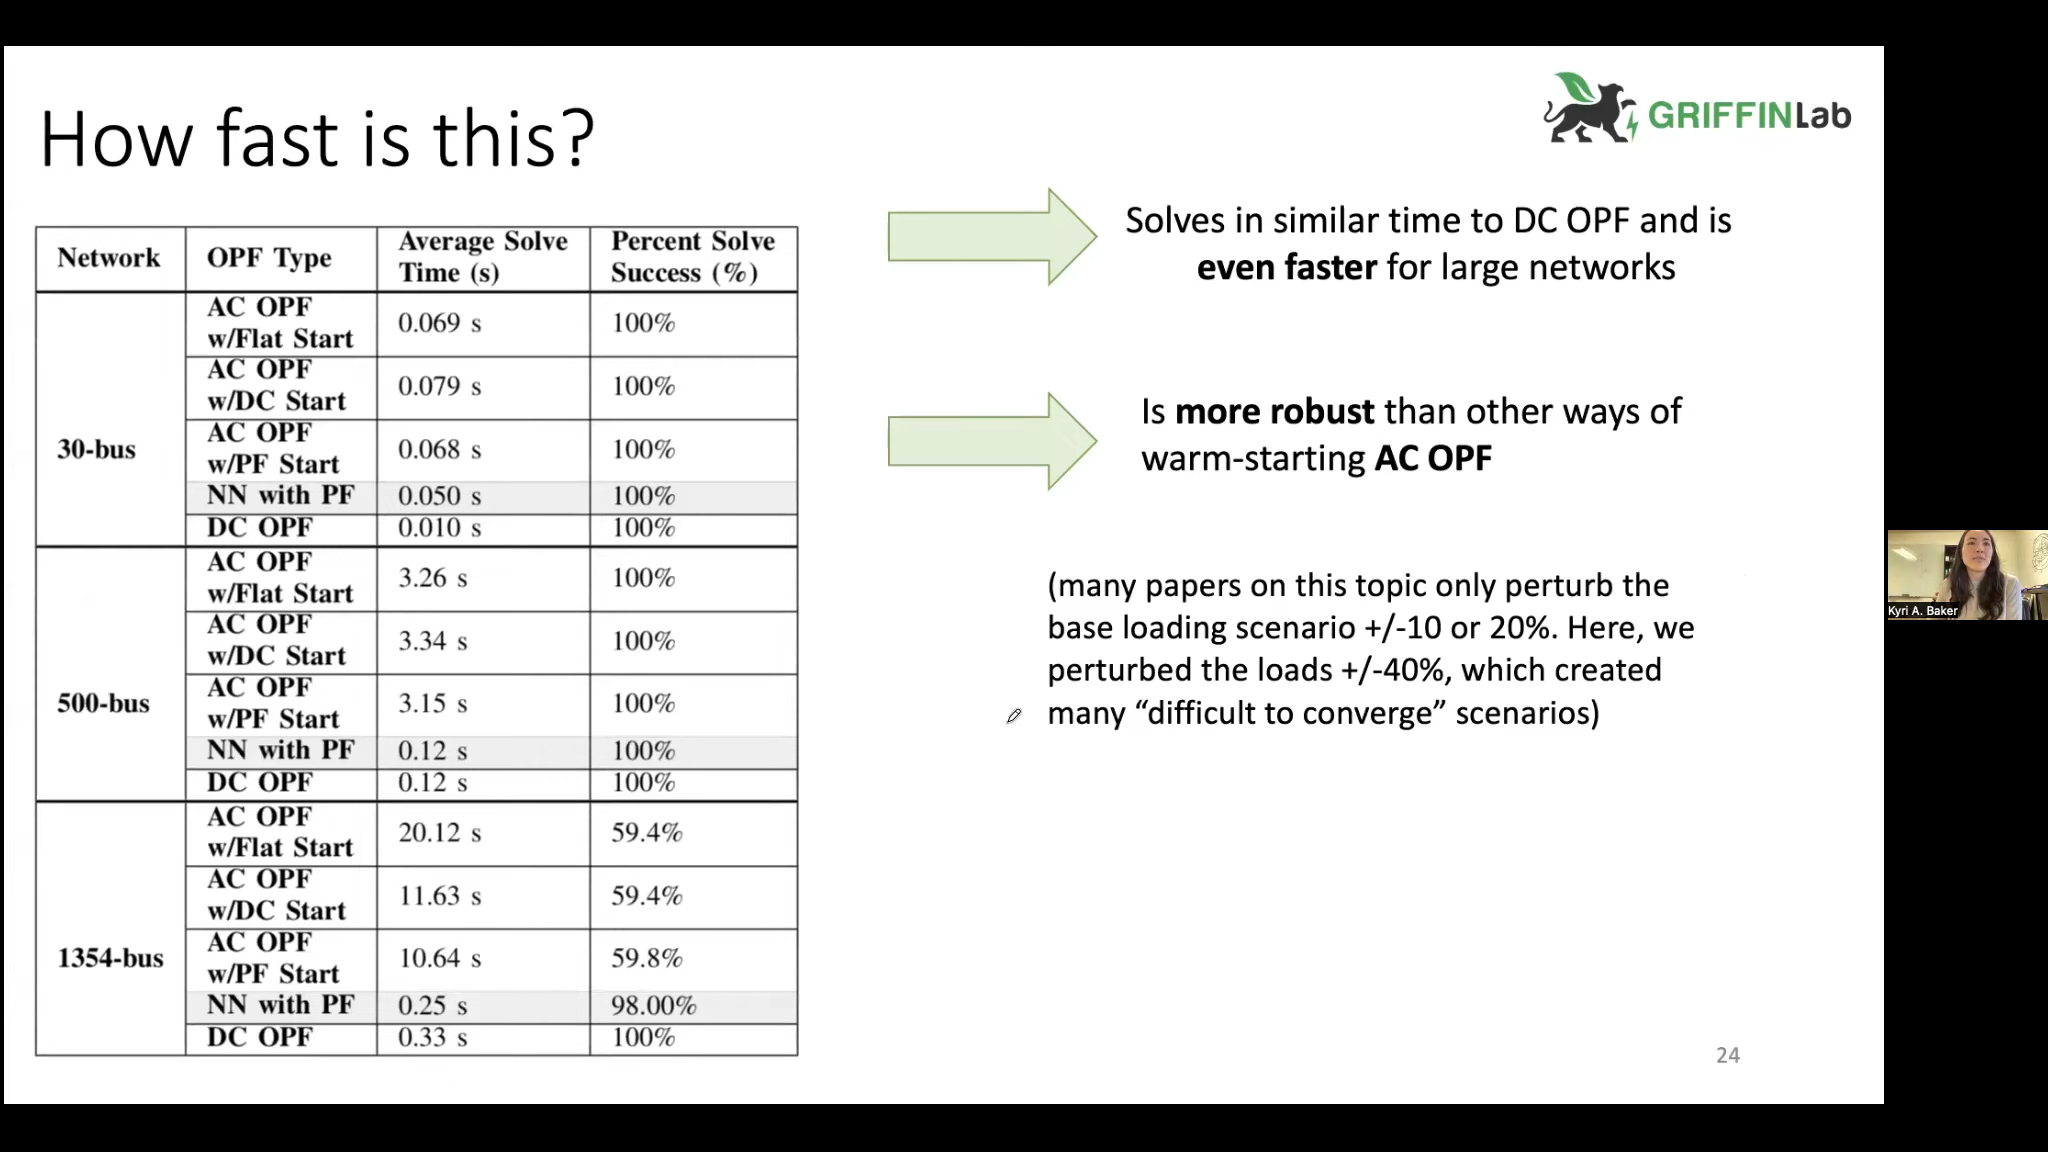 How fast is this?
GRIFFINLab
Network
OPF Type
Average Solve
Time (s)
Percent Solve
Success (%)
30-bus
AC OPF
w/Flat Start
0.069 s
100%
AC OPF
w/DC Start
0.079 s
100%
AC OPF
w/PF Start
0.068 s
100%
NN with PF
0.050 s
100%
DC OPF
0.010 s
100%
500-bus
AC OPF
w/Flat Start
3.26 s
100%
AC OPF
w/DC Start
3.34 s
100%
AC OPF
w/PF Start
3.15 s
100%
NN with PF
0.12 s
100%
DC OPF
0.12 s
100%
1354-bus
AC OPF
w/Flat Start
20.12 s
59.4%
AC OPF
w/DC Start
11.63 s
59.4%
AC OPF
w/PF Start
10.64 s
59.8%
NN with PF
0.25 s
98.00%
DC OPF
0.33 s
100%
Solves in similar time to DC OPF and is
even faster for large networks
Is more robust than other ways of
warm-starting AC OPF
(many papers on this topic only perturb the
base loading scenario +/-10 or 20%. Here, we
perturbed the loads +/-40%, which created
many “difficult to converge” scenarios)
24
Kyri A. Baker